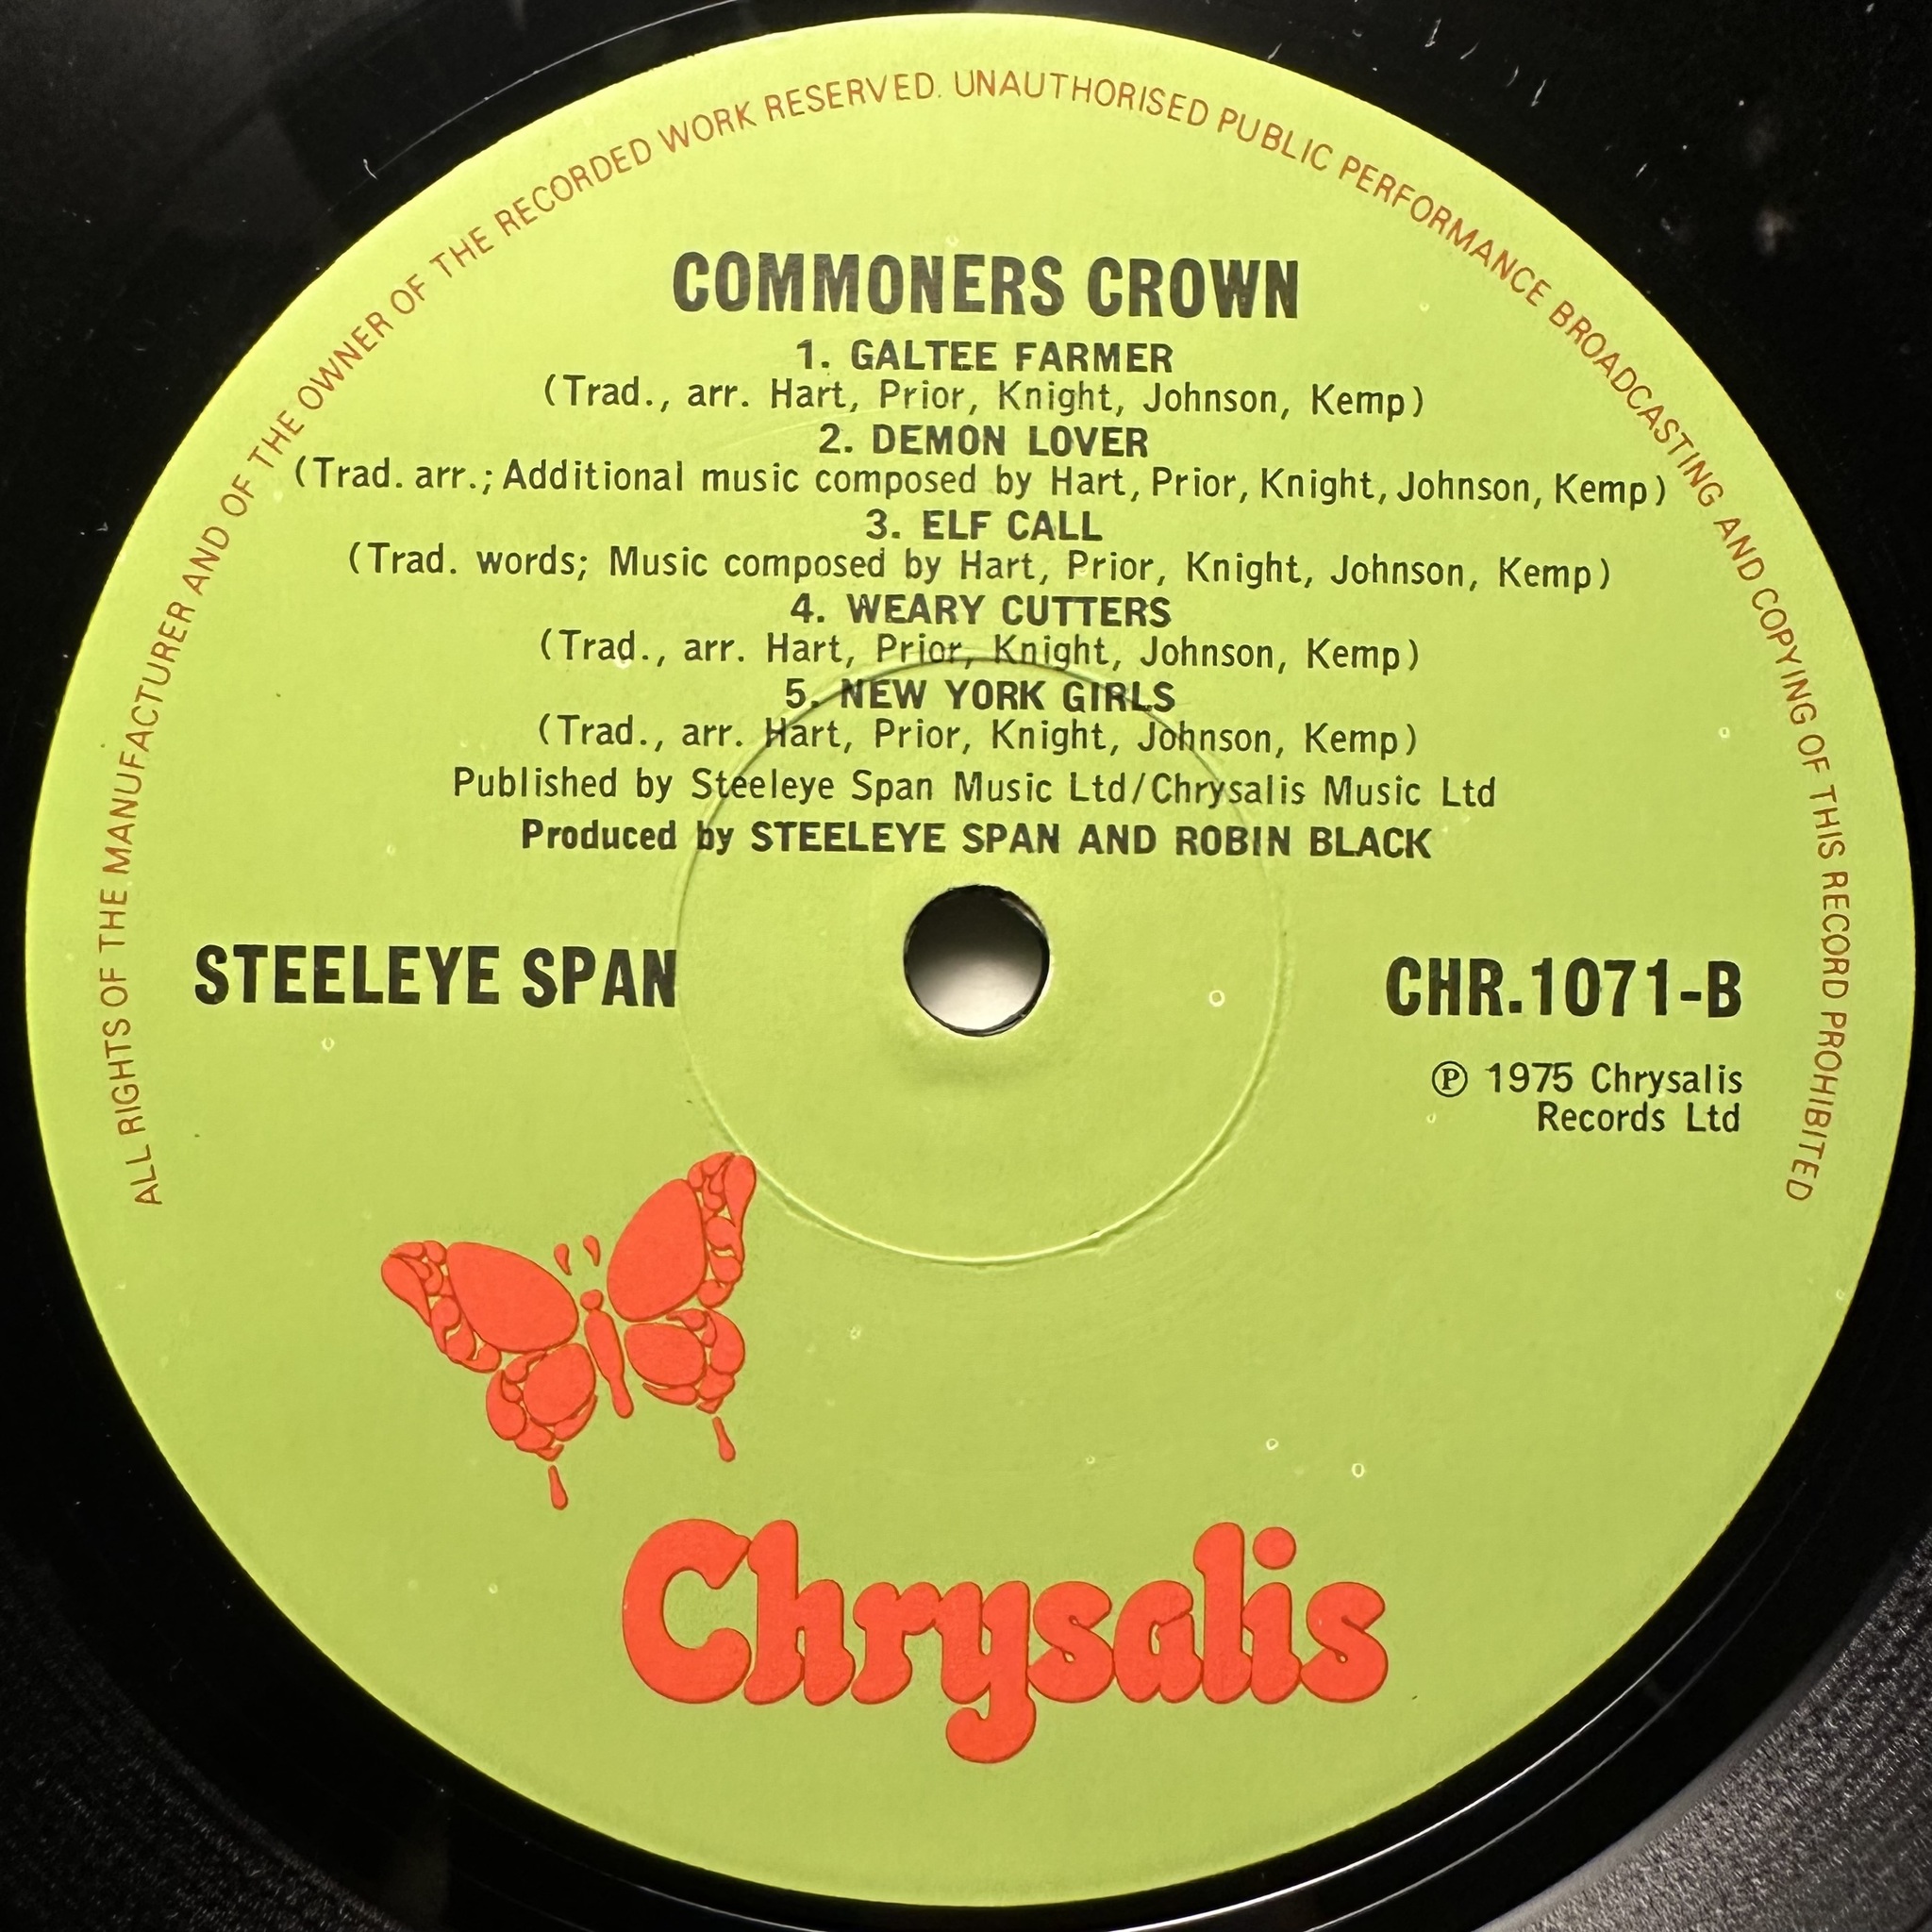 ALL RIGHTS OF THE MANUFACTURER AND OF THE OWNER OF THE RECORDED WORK RESERVED. UNAUTHORISED PUBLIC PERFORMANCE BROADCASTING AND COPYING OF THIS RECORD PROHIBITED
COMMONERS CROWN
1. GALTEE FARMER
(Trad., arr. Hart, Prior, Knight, Johnson, Kemp)
2. DEMON LOVER
(Trad. arr.; Additional music composed by Hart, Prior, Knight, Johnson, Kemp)
3. ELF CALL
(Trad. words; Music composed by Hart, Prior, Knight, Johnson, Kemp)
4. WEARY CUTTERS
(Trad., arr. Hart, Prior, Knight, Johnson, Kemp)
5. NEW YORK GIRLS
(Trad., arr. Hart, Prior, Knight, Johnson, Kemp)
Published by Steeleye Span Music Ltd/Chrysalis Music Ltd
Produced by STEELEYE SPAN AND ROBIN BLACK
STEELEYE SPAN
CHR.1071-B
℗ 1975 Chrysalis
Records Ltd
Chrysalis